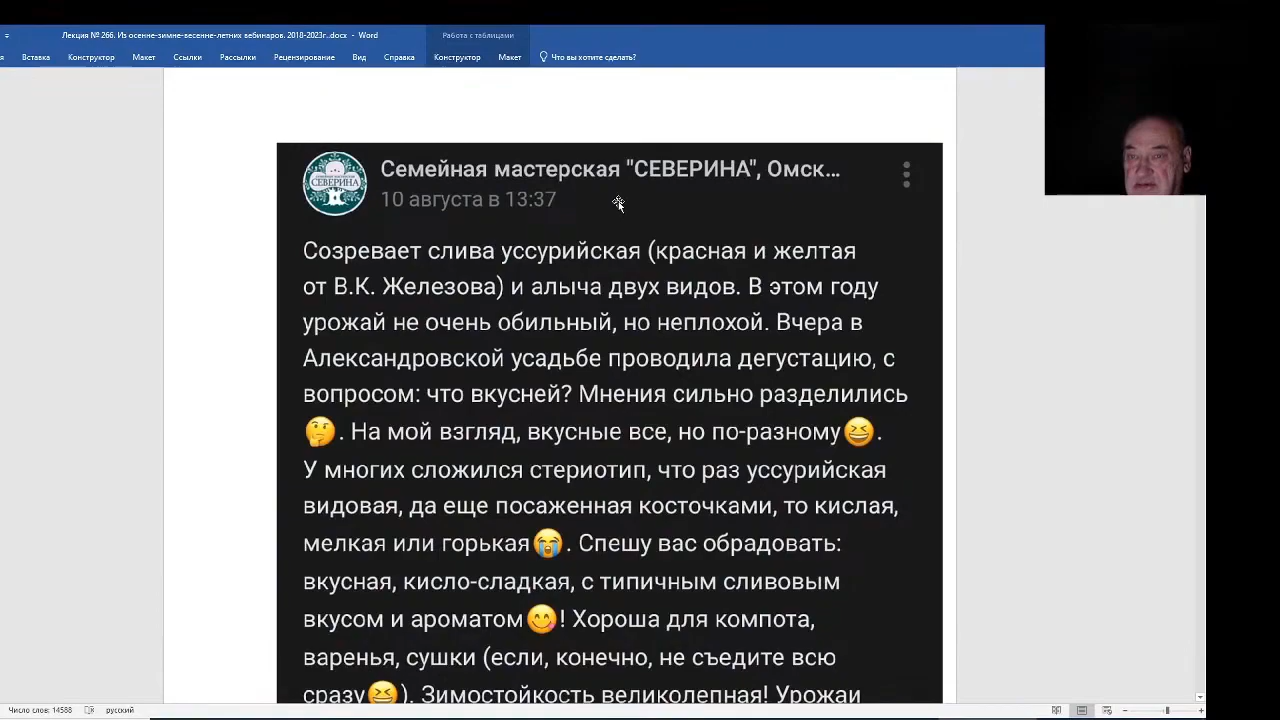 Лекция № 266. Из осенне-зимне-весенне-летних вебинаров. 2018-2023г..docx - Word
Работа с таблицами
я Вставка Конструктор Макет Ссылки Рассылки Рецензирование Вид Справка Конструктор Макет Что вы хотите сделать?
СЕВЕРИНА
Семейная мастерская "СЕВЕРИНА", Омск...
10 августа в 13:37
Созревает слива уссурийская (красная и желтая
от В.К. Железова) и алыча двух видов. В этом году
урожай не очень обильный, но неплохой. Вчера в
Александровской усадьбе проводила дегустацию, с
вопросом: что вкусней? Мнения сильно разделились
🤔. На мой взгляд, вкусные все, но по-разному😆.
У многих сложился стериотип, что раз уссурийская
видовая, да еще посаженная косточками, то кислая,
мелкая или горькая😭. Спешу вас обрадовать:
вкусная, кисло-сладкая, с типичным сливовым
вкусом и ароматом😋! Хороша для компота,
варенья, сушки (если, конечно, не съедите всю
сразу😆). Зимостойкость великолепная! Урожаи
Число слов: 14588 русский